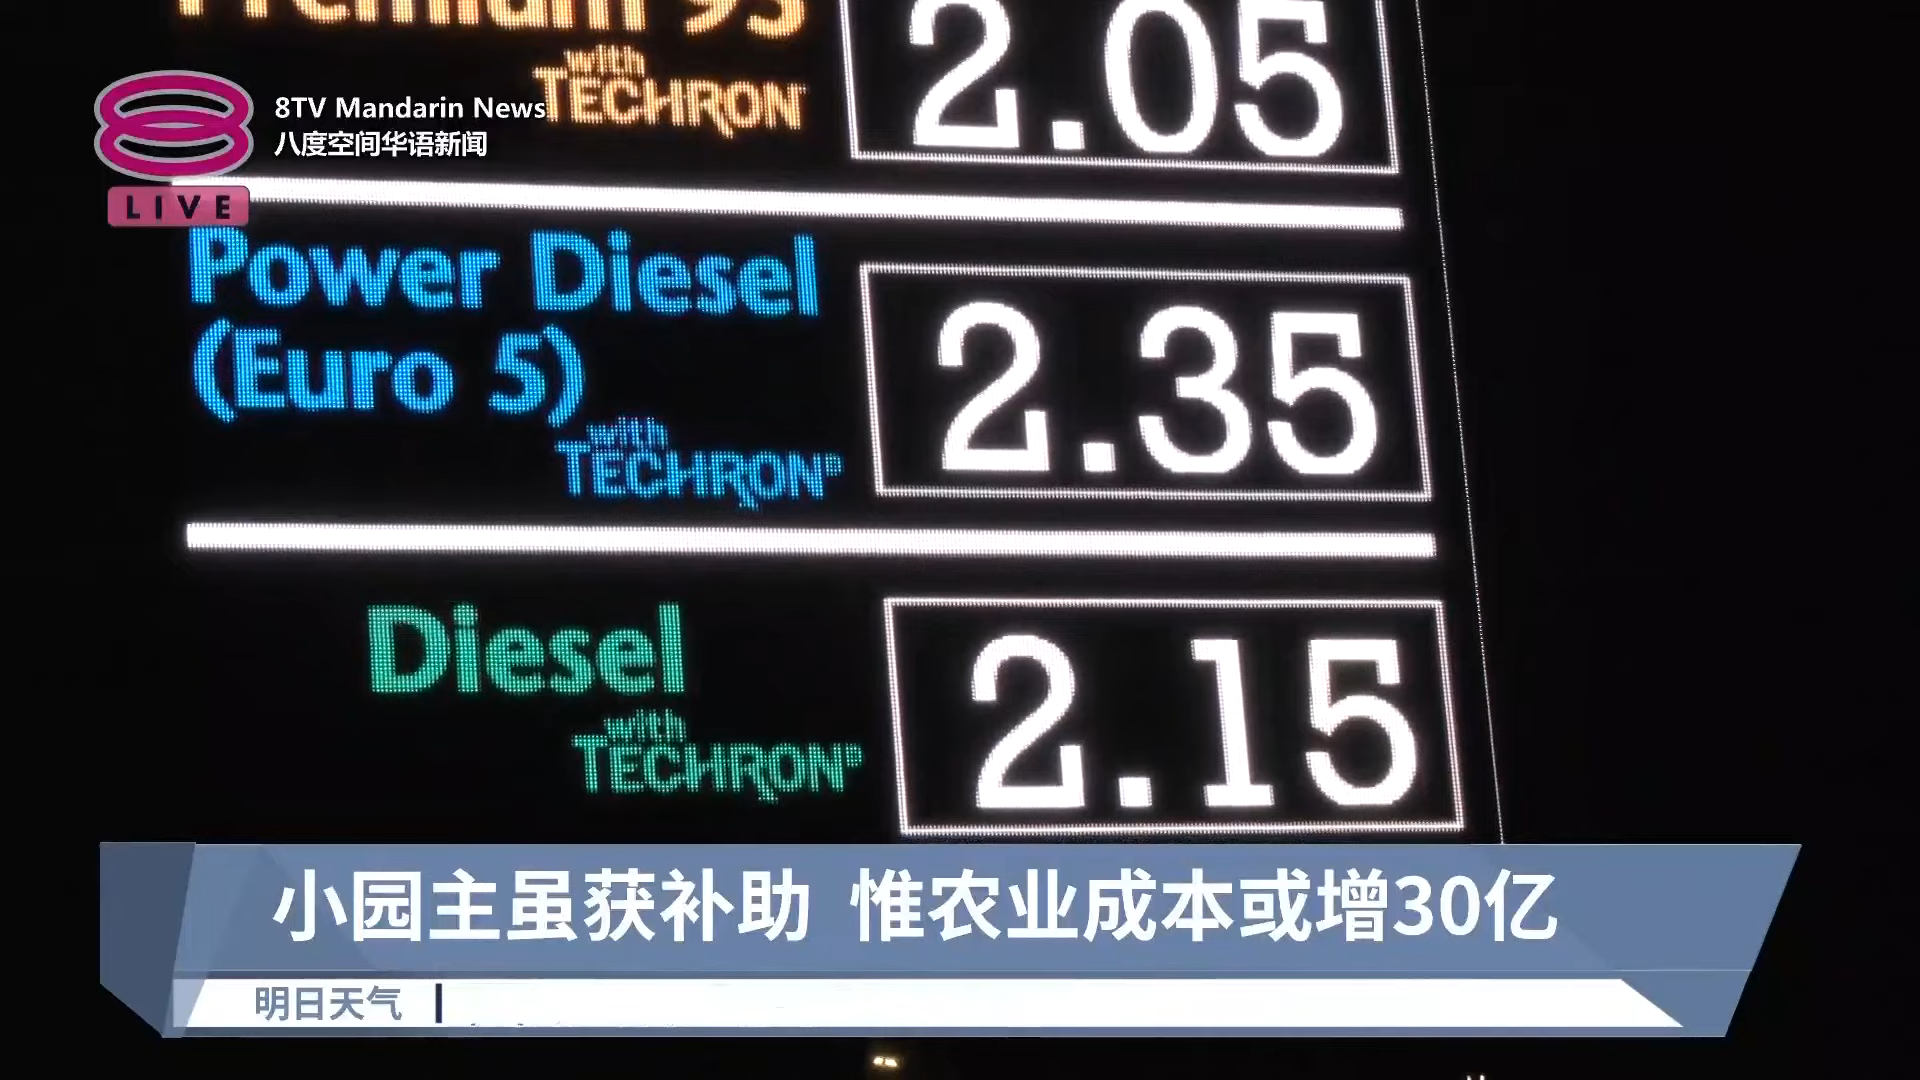 Premium 95
with
TECHRON
2.05
8TV Mandarin News
八度空间华语新闻
LIVE
Power Diesel
(Euro 5)
with
TECHRON®
2.35
Diesel
with
TECHRON®
2.15
小园主虽获补助 惟农业成本或增30亿
明日天气